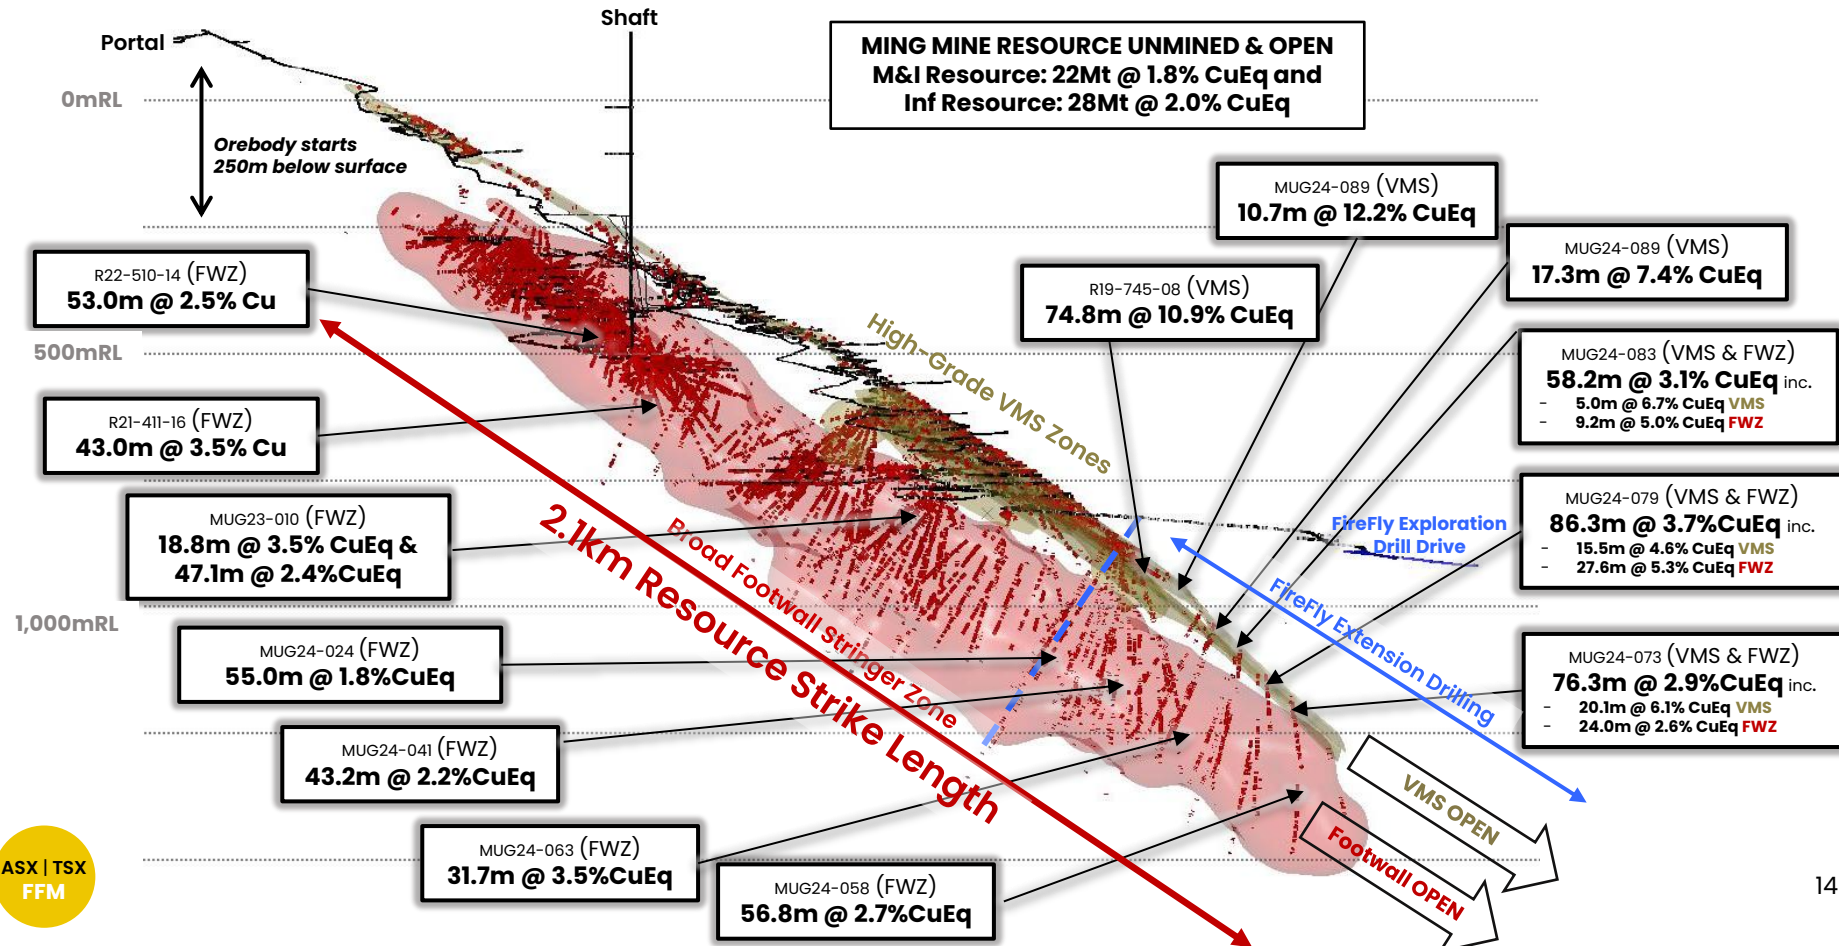 Shaft
Portal
MING MINE RESOURCE UNMINED & OPEN
M&I Resource: 22Mt @ 1.8% CuEq and
Inf Resource: 28Mt @ 2.0% CuEq
0mRL
Orebody starts
250m below surface
MUG24-089 (VMS)
10.7m @ 12.2% CuEq
MUG24-089 (VMS)
17.3m @ 7.4% CuEq
R22-510-14 (FWZ)
53.0m @ 2.5% Cu
R19-745-08 (VMS)
74.8m @ 10.9% CuEq
High-Grade VMS Zones
500mRL
MUG24-083 (VMS & FWZ)
58.2m @ 3.1% CuEq inc.
- 5.0m @ 6.7% CuEq VMS
- 9.2m @ 5.0% CuEq FWZ
R21-411-16 (FWZ)
43.0m @ 3.5% Cu
MUG24-079 (VMS & FWZ)
86.3m @ 3.7%CuEq inc.
- 15.5m @ 4.6% CuEq VMS
- 27.6m @ 5.3% CuEq FWZ
MUG23-010 (FWZ)
18.8m @ 3.5% CuEq &
47.1m @ 2.4%CuEq
FireFly Exploration
Drill Drive
Broad Footwall Stringer Zone
2.1km Resource Strike Length
FireFly Extension Drilling
1,000mRL
MUG24-024 (FWZ)
55.0m @ 1.8%CuEq
MUG24-073 (VMS & FWZ)
76.3m @ 2.9%CuEq inc.
- 20.1m @ 6.1% CuEq VMS
- 24.0m @ 2.6% CuEq FWZ
MUG24-041 (FWZ)
43.2m @ 2.2%CuEq
VMS OPEN
Footwall OPEN
MUG24-063 (FWZ)
31.7m @ 3.5%CuEq
MUG24-058 (FWZ)
56.8m @ 2.7%CuEq
ASX | TSX
FFM
14